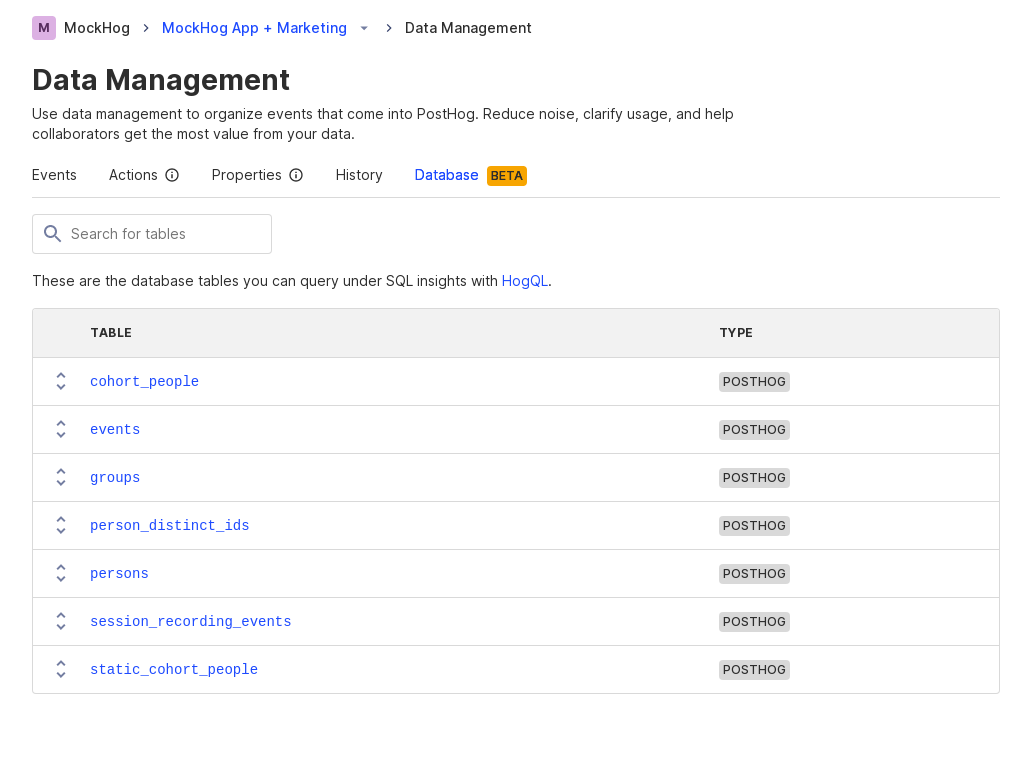 M MockHog MockHog App + Marketing Data Management
Data Management
Use data management to organize events that come into PostHog. Reduce noise, clarify usage, and help
collaborators get the most value from your data.
Events Actions Properties History Database BETA
Search for tables
These are the database tables you can query under SQL insights with HogQL.
TABLE TYPE
cohort_people POSTHOG
events POSTHOG
groups POSTHOG
person_distinct_ids POSTHOG
persons POSTHOG
session_recording_events POSTHOG
static_cohort_people POSTHOG